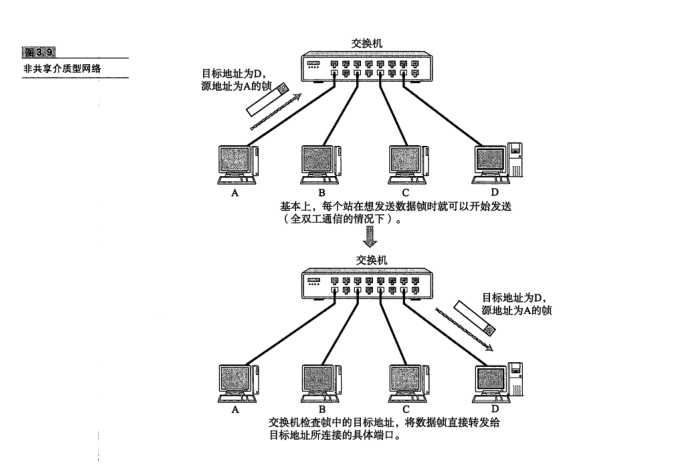 图3.9
非共享介质型网络
交换机
目标地址为D,
源地址为A的帧
A
B
C
D
基本上，每个站在想发送数据帧时就可以开始发送
（全双工通信的情况下）。
交换机
目标地址为D,
源地址为A的帧
A
B
C
D
交换机检查帧中的目标地址，将数据帧直接转发给
目标地址所连接的具体端口。